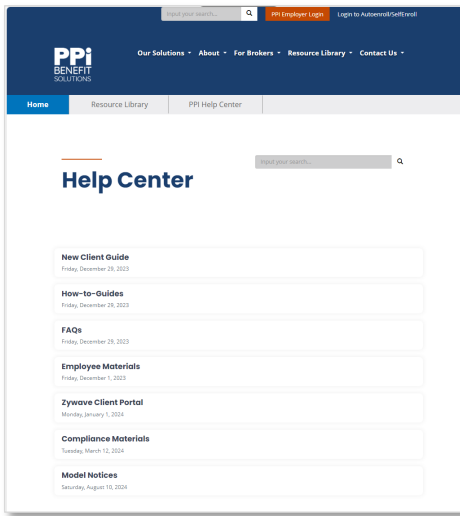 Input your search...
PPI Employer Login
Login to Autoenroll/SelfEnroll
PPi
BENEFIT
SOLUTIONS
Our Solutions
About
For Brokers
Resource Library
Contact Us
Home
Resource Library
PPI Help Center
Input your search...
Help Center
New Client Guide
Friday, December 29, 2023
How-to-Guides
Friday, December 29, 2023
FAQs
Friday, December 29, 2023
Employee Materials
Friday, December 1, 2023
Zywave Client Portal
Monday, January 1, 2024
Compliance Materials
Tuesday, March 12, 2024
Model Notices
Saturday, August 10, 2024